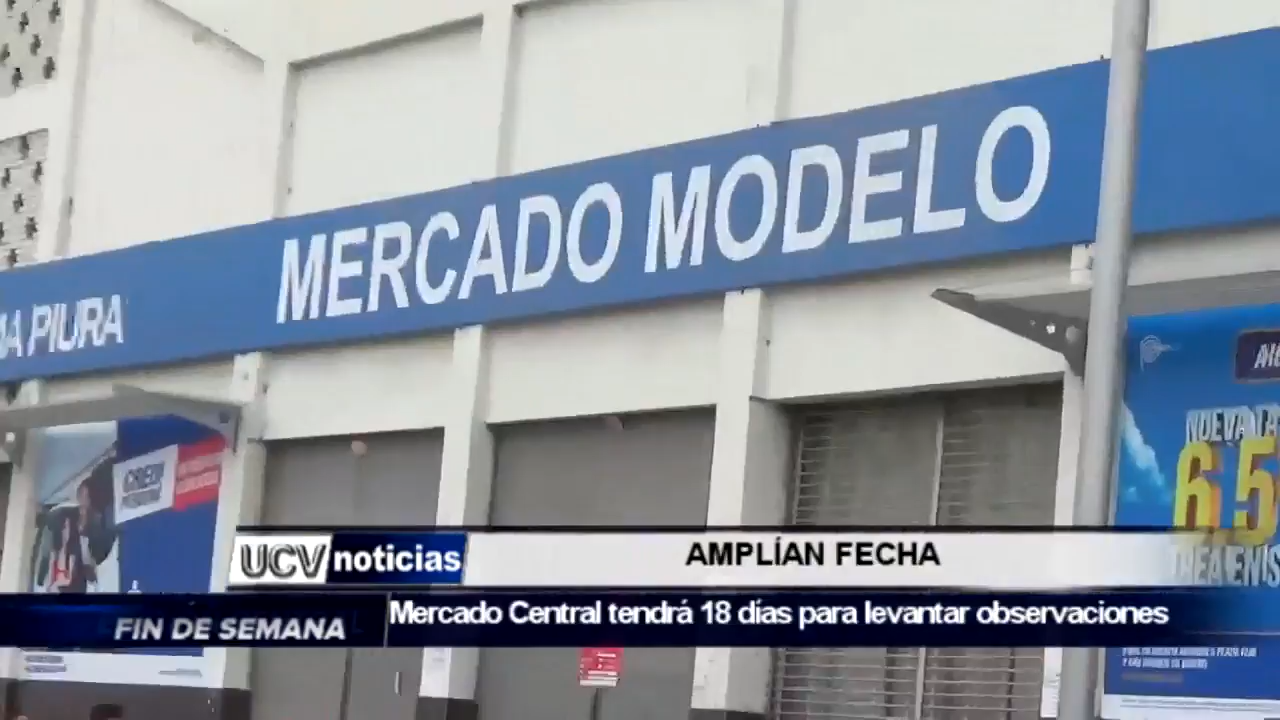 MERCADO MODELO
PIURA
CREDI
NUEVA
6.5
UCV noticias
AMPLÍAN FECHA
FIN DE SEMANA
Mercado Central tendrá 18 días para levantar observaciones